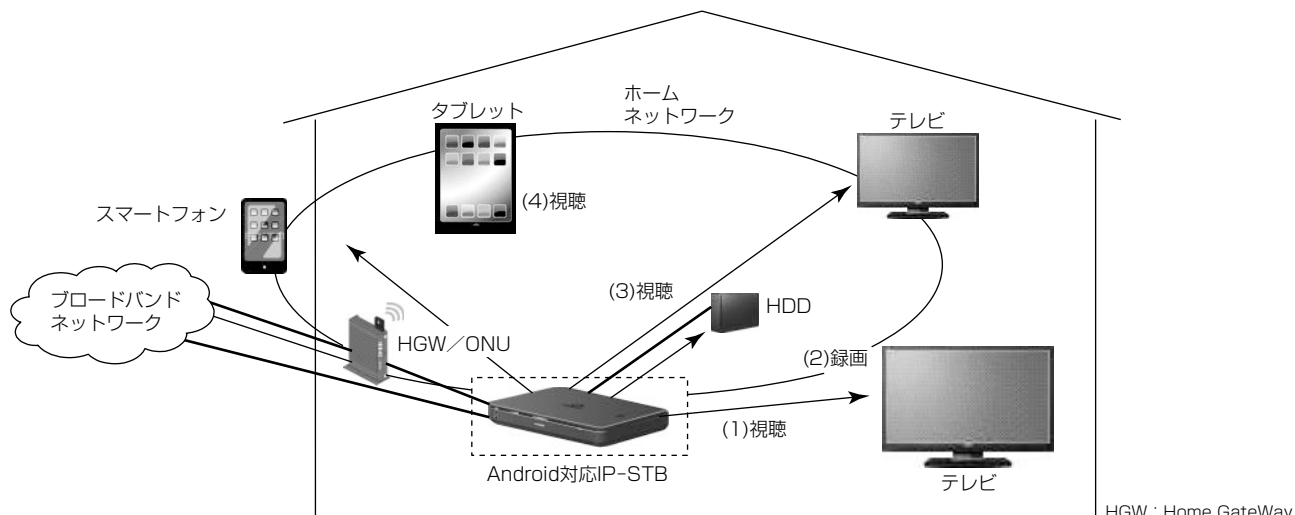 ホーム
ネットワーク
タブレット
テレビ
(4)視聴
スマートフォン
(3)視聴
HDD
ブロードバンド
ネットワーク
HGW／ONU
(2)録画
(1)視聴
Android対応IP-STB
テレビ
HGW：Home GateWay